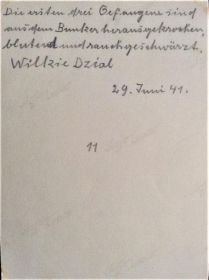 Die ersten drei Gefangene sind
aus dem Bunker herausgekrochen,
blutend und rauchgeschwärzt.
Wilkie Dzial
29. Juni 41.
11